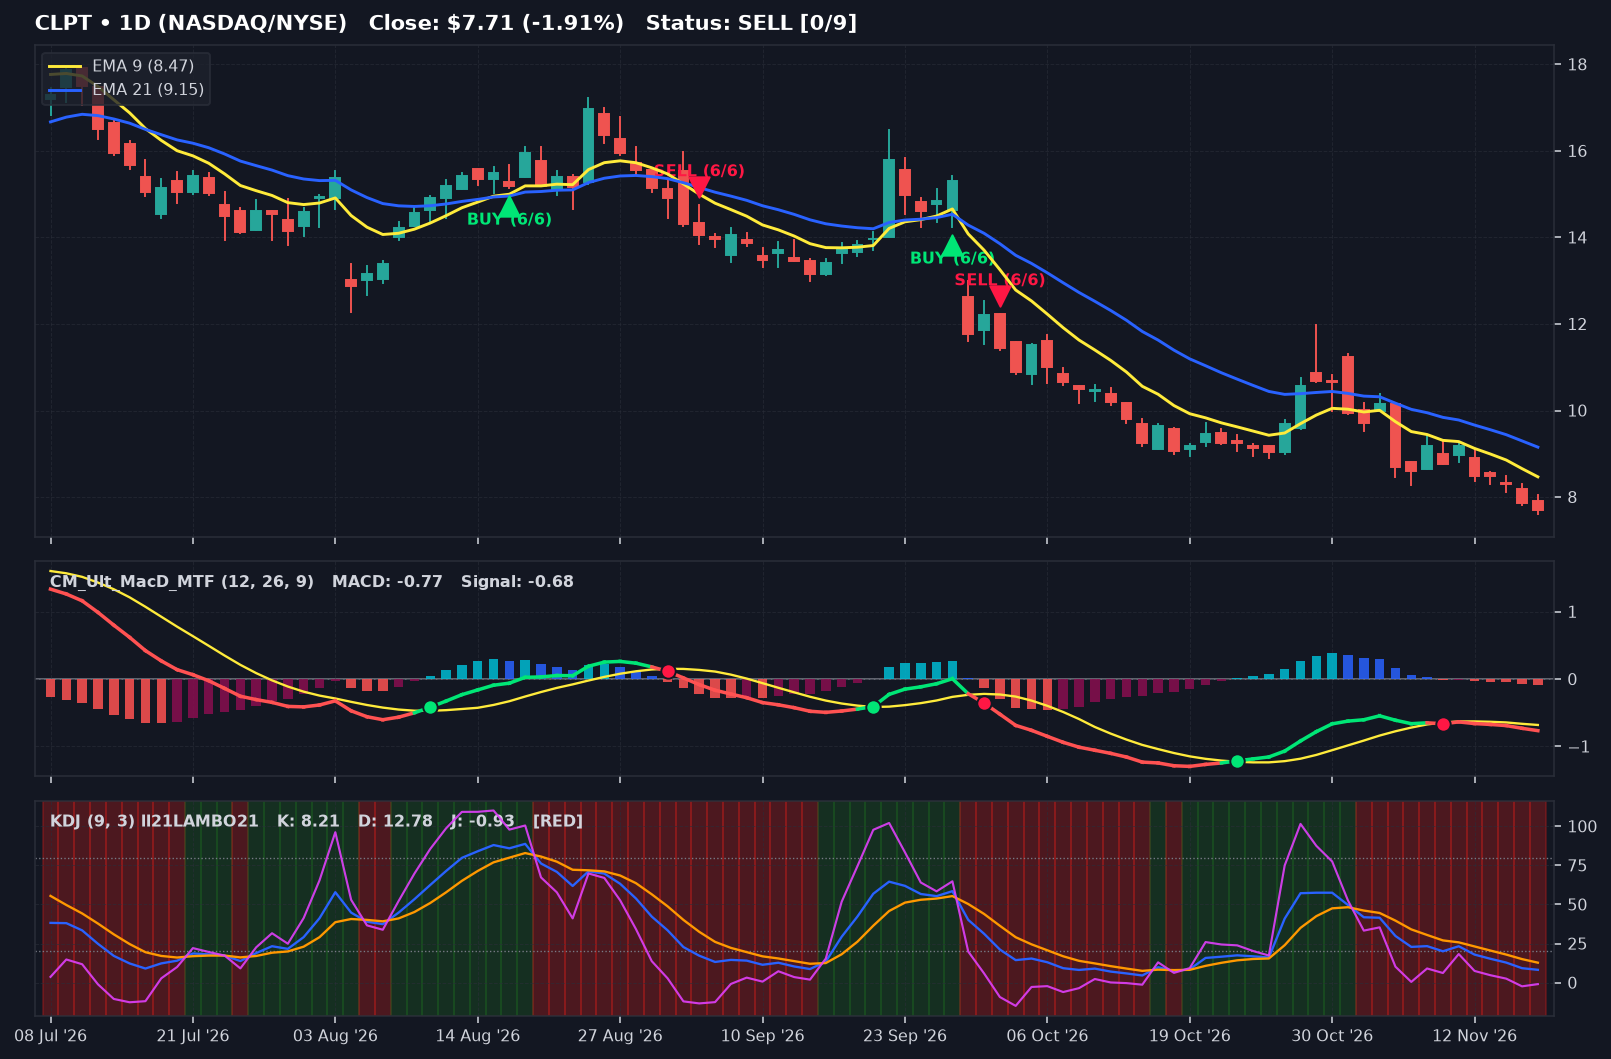 CLPT • 1D (NASDAQ/NYSE)   Close: $7.71 (-1.91%)   Status: SELL [0/9]
EMA 9 (8.47)
EMA 21 (9.15)
18
16
14
12
10
8
SELL (6/6)
BUY (6/6)
BUY (6/6)
SELL (6/6)
CM_Ult_MacD_MTF (12, 26, 9)   MACD: -0.77   Signal: -0.68
1
0
−1
KDJ (9, 3) II21LAMBO21   K: 8.21   D: 12.78   J: -0.93   [RED]
100
75
50
25
0
08 Jul '26
21 Jul '26
03 Aug '26
14 Aug '26
27 Aug '26
10 Sep '26
23 Sep '26
06 Oct '26
19 Oct '26
30 Oct '26
12 Nov '26